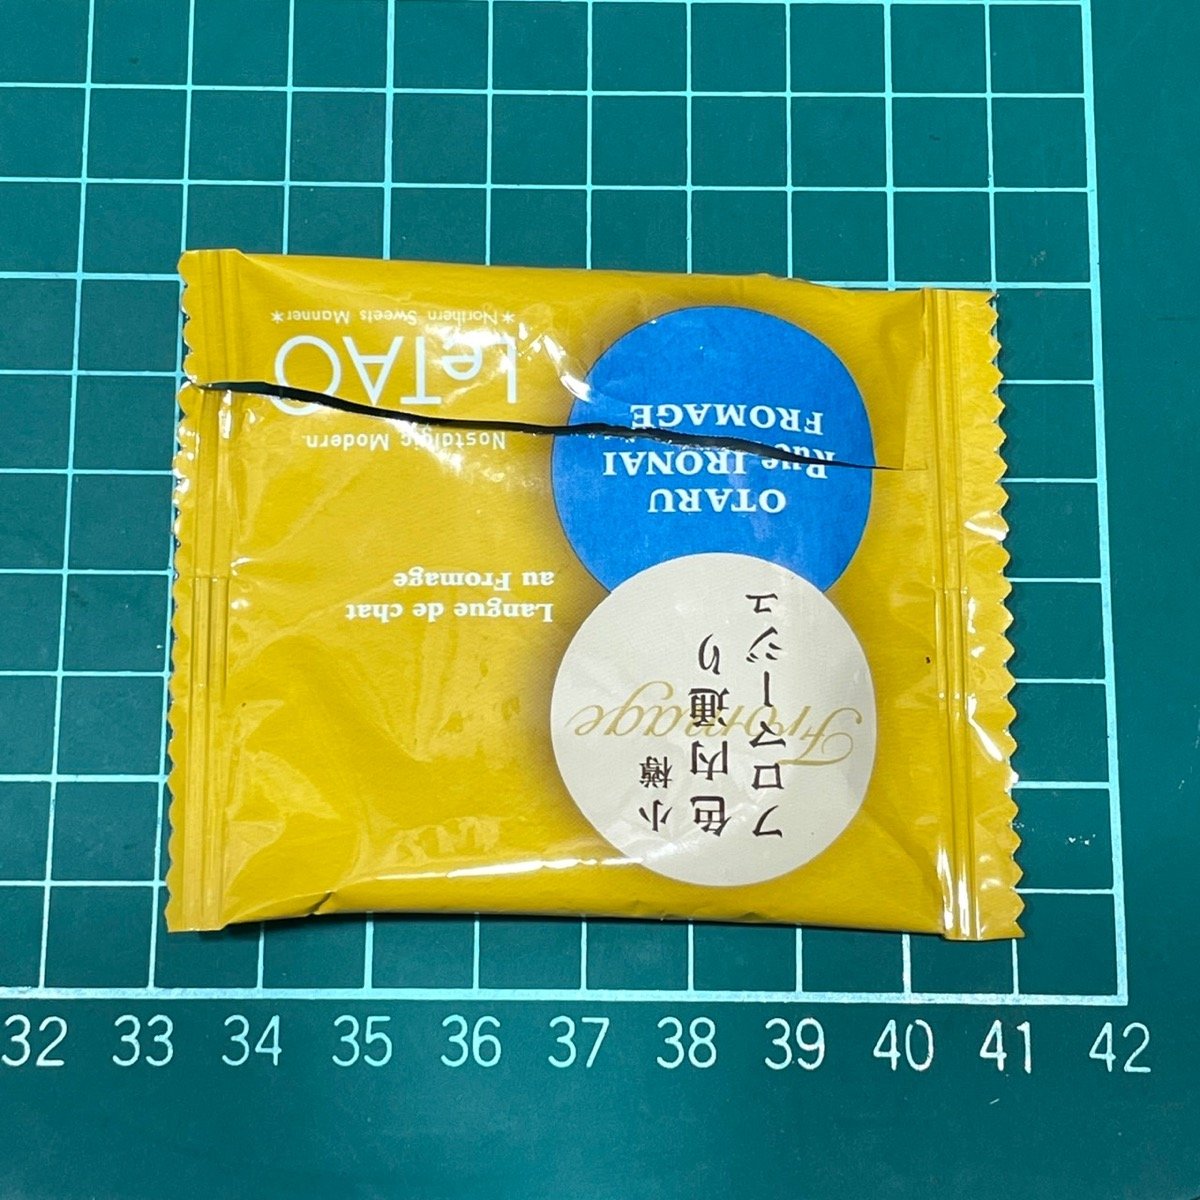 小樽
色内通り
フロマージュ
Fromage
Langue de chat
au Fromage
OTARU
Rue IRONAI
FROMAGE
Nostalgic Modern.
LeTAO
*Northern Sweets Manner*
32 33 34 35 36 37 38 39 40 41 42